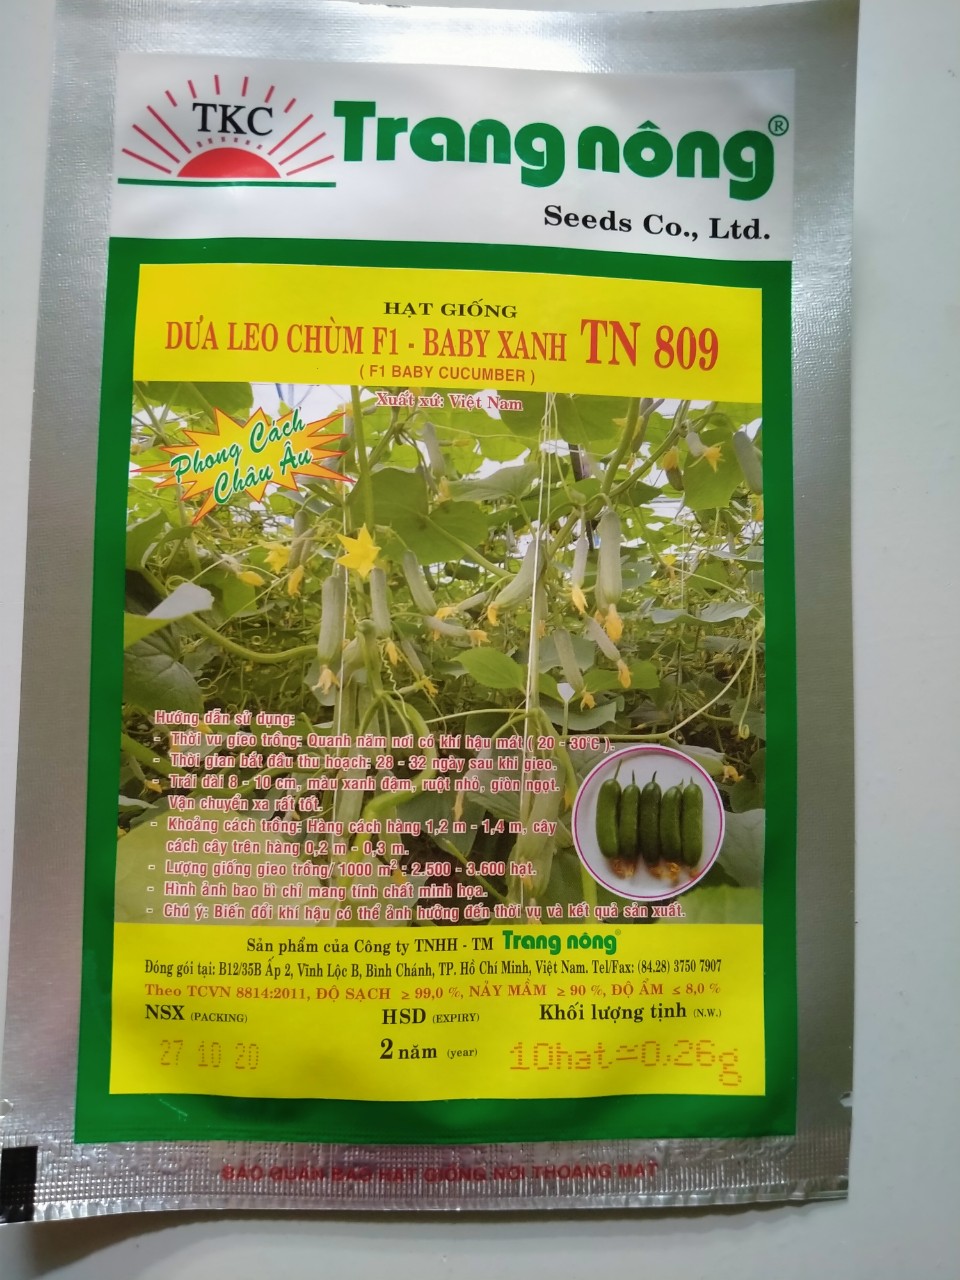 TKC
Trang nông®
Seeds Co., Ltd.
HẠT GIỐNG
DƯA LEO CHÙM F1 - BABY XANH TN 809
( F1 BABY CUCUMBER )
Xuất xứ: Việt Nam
Phong Cách
Châu Âu
Hướng dẫn sử dụng:
- Thời vụ gieo trồng: Quanh năm nơi có khí hậu mát ( 20 - 30°C ).
- Thời gian bắt đầu thu hoạch: 28 - 32 ngày sau khi gieo.
- Trái dài 8 - 10 cm, màu xanh đậm, ruột nhỏ, giòn ngọt.
Vận chuyển xa rất tốt.
- Khoảng cách trồng: Hàng cách hàng 1,2 m - 1,4 m, cây
cách cây trên hàng 0,2 m - 0,3 m.
- Lượng giống gieo trồng/ 1000 m² : 2.500 - 3.600 hạt.
- Hình ảnh bao bì chỉ mang tính chất minh họa.
- Chú ý: Biến đổi khí hậu có thể ảnh hưởng đến thời vụ và kết quả sản xuất.
Sản phẩm của Công ty TNHH - TM Trang nông®
Đóng gói tại: B12/35B Ấp 2, Vĩnh Lộc B, Bình Chánh, TP. Hồ Chí Minh, Việt Nam. Tel/Fax: (84.28) 3750 7907
Theo TCVN 8814:2011, ĐỘ SẠCH ≥ 99,0 %, NẢY MẦM ≥ 90 %, ĐỘ ẨM ≤ 8,0 %
NSX (PACKING) HSD (EXPIRY) Khối lượng tịnh (N.W.)
27 10 20 2 năm (year) 10hat=0.26g
BẢO QUẢN BAO HẠT GIỐNG NƠI THOÁNG MÁT